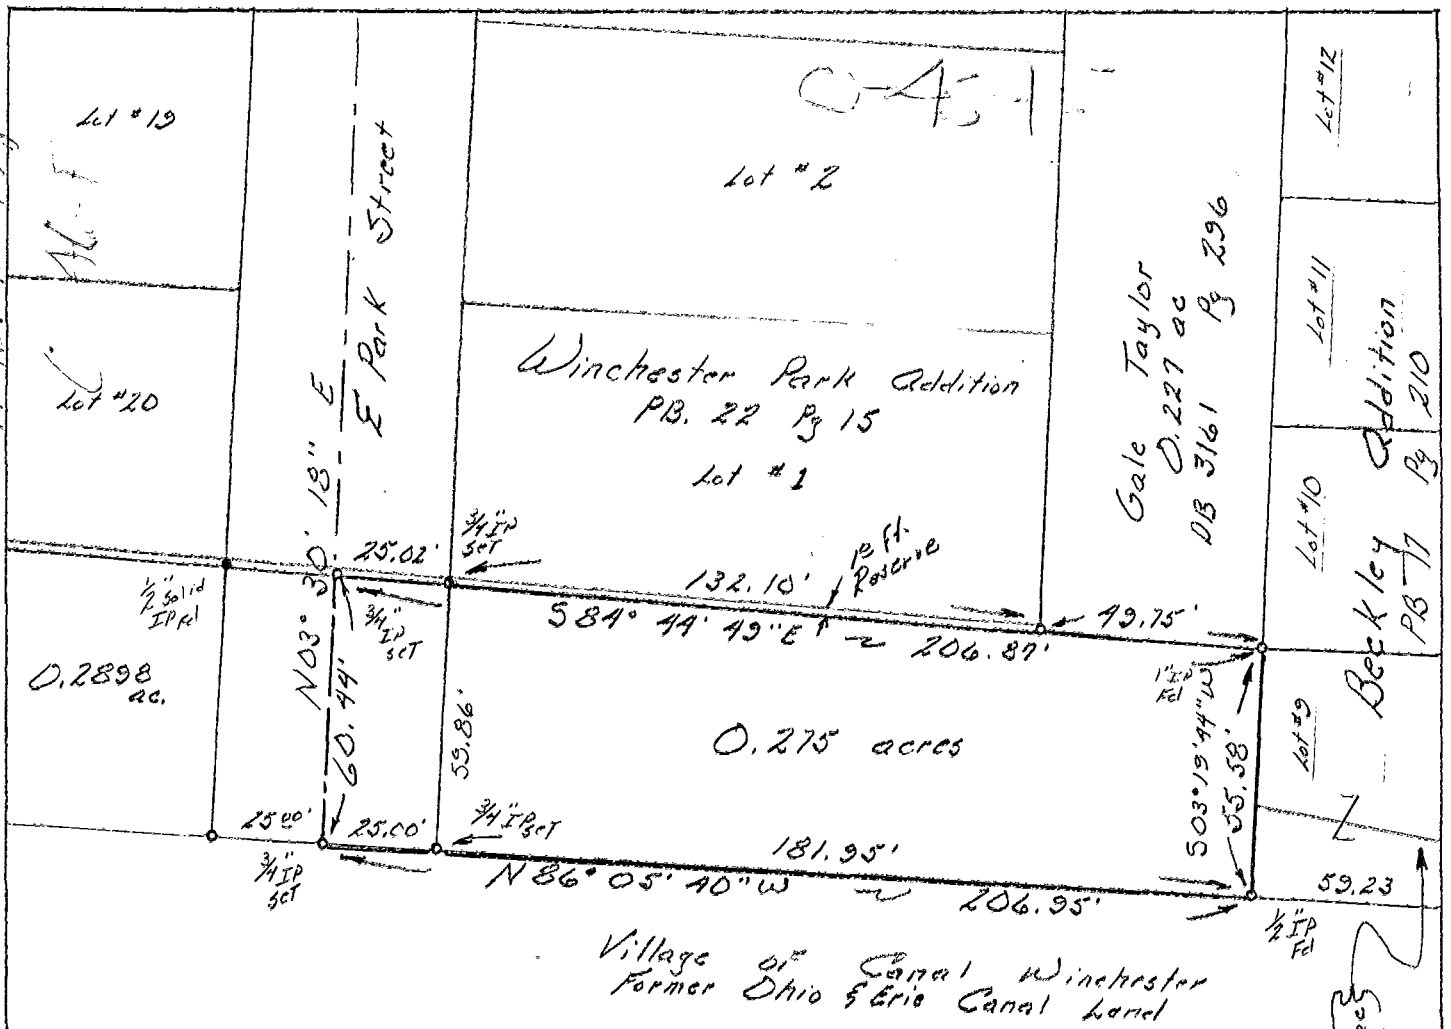 Lot #19
Lot #20
E Park Street
N03° 30' 18" E
60.44'
Lot #2
Winchester Park Addition
PB. 22 Pg 15
Lot #1
Gale Taylor
0.227 ac
DB 3161 Pg 296
Lot #12
Lot #11
Lot #10
Lot #9
Beckley Addition
PB 17 Pg 210
1/2" Solid
IP Fd
25.02'
3/4" IP
set
3/4"
IP
set
132.10'
1.0 Ft.
Reserve
49.75'
S84° 44' 49"E ~ 206.87'
1" IP
Fd
0.2898
ac.
59.86'
0.275 acres
S03°19'44"W
55.58'
25.00'
3/4" IP
set
25.00'
3/4" IP set
181.95'
N86° 05' 40" W ~ 206.95'
59.23
1/2" IP
Fd
Village of Canal Winchester
Former Ohio & Erie Canal Land